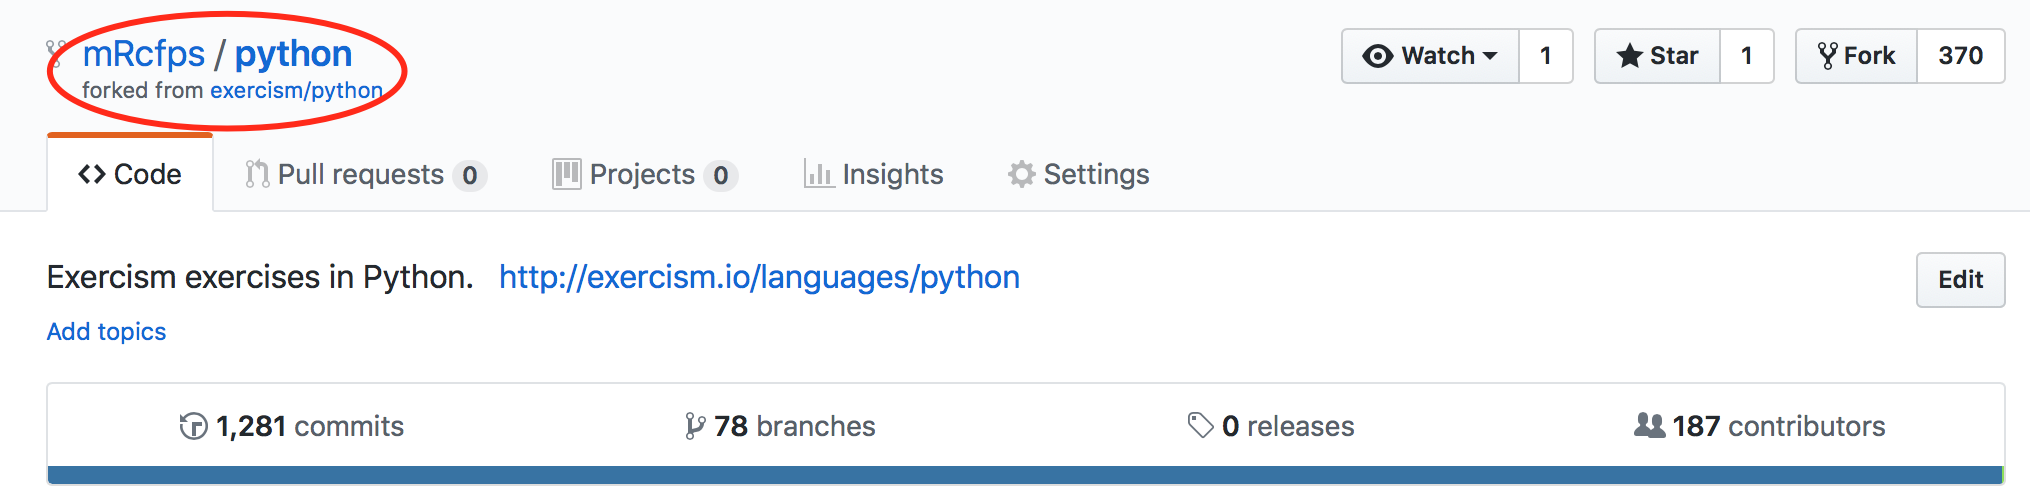 mRcfps / python
forked from exercism/python
Watch 1 Star 1 Fork 370
Code Pull requests 0 Projects 0 Insights Settings
Exercism exercises in Python. http://exercism.io/languages/python
Edit
Add topics
1,281 commits 78 branches 0 releases 187 contributors